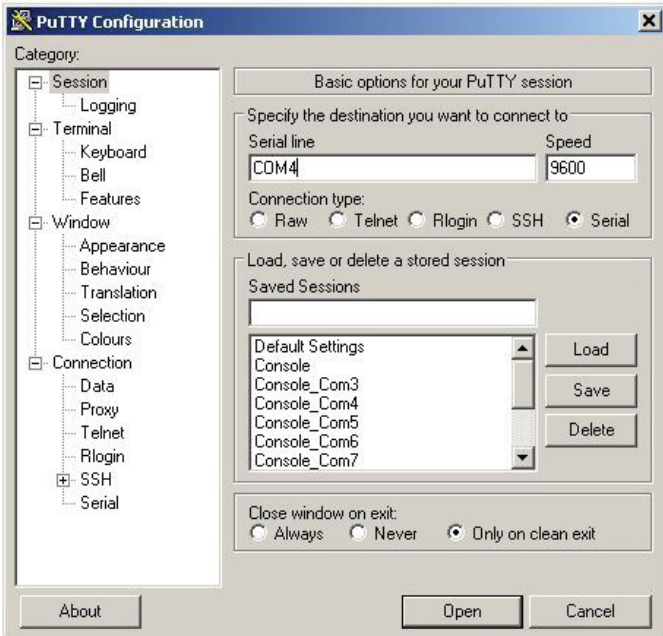 PuTTY Configuration
Category:
Session
Logging
Terminal
Keyboard
Bell
Features
Window
Appearance
Behaviour
Translation
Selection
Colours
Connection
Data
Proxy
Telnet
Rlogin
SSH
Serial
Basic options for your PuTTY session
Specify the destination you want to connect to
Serial line Speed
COM4 9600
Connection type:
Raw Telnet Rlogin SSH Serial
Load, save or delete a stored session
Saved Sessions
Default Settings
Console
Console_Com3
Console_Com4
Console_Com5
Console_Com6
Console_Com7
Load
Save
Delete
Close window on exit:
Always Never Only on clean exit
About Open Cancel